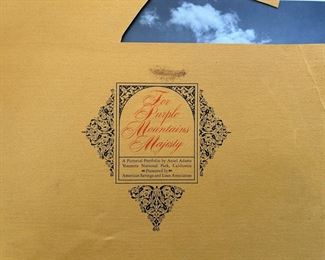 For
Purple
Mountains
Majesty
A Pictorial Portfolio by Ansel Adams
Yosemite National Park, California
Presented by
American Savings and Loan Association